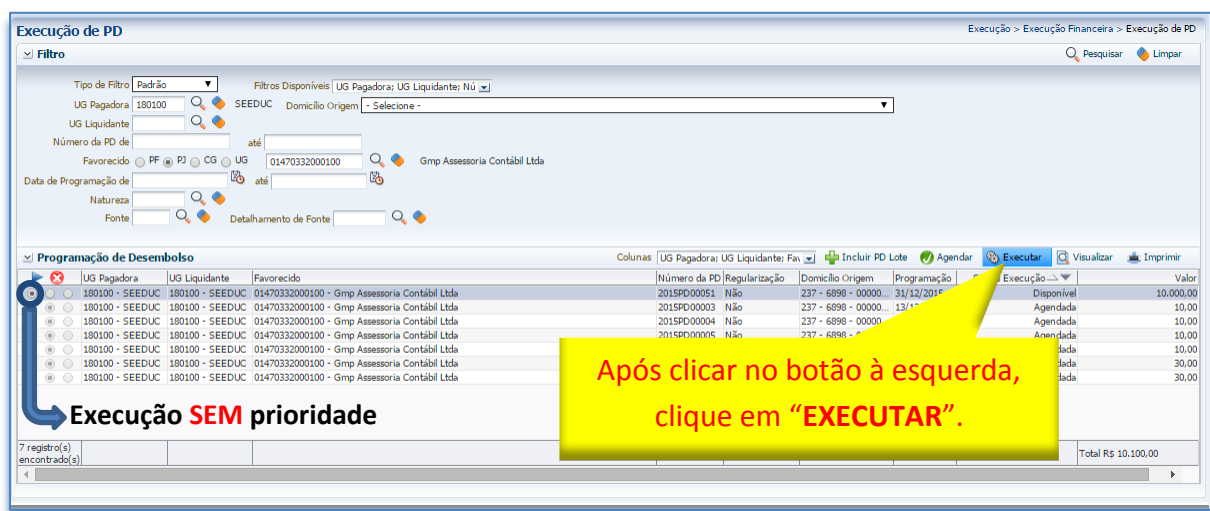 Execução de PD
Execução > Execução Financeira > Execução de PD
Filtro
Pesquisar Limpar
Tipo de Filtro Padrão Filtros Disponíveis UG Pagadora; UG Liquidante; Nú
UG Pagadora 180100 SEEDUC Domicílio Origem - Selecione -
UG Liquidante
Número da PD de até
Favorecido PF PJ CG UG 01470332000100 Gmp Assessoria Contábil Ltda
Data de Programação de até
Natureza
Fonte Detalhamento de Fonte
Programação de Desembolso
Colunas UG Pagadora; UG Liquidante; Fav Incluir PD Lote Agendar Executar Visualizar Imprimir
UG Pagadora UG Liquidante Favorecido Número da PD Regularização Domicílio Origem Programação Execução Valor
180100 - SEEDUC 180100 - SEEDUC 01470332000100 - Gmp Assessoria Contábil Ltda 2015PD00051 Não 237 - 6898 - 00000... 31/12/2015 Disponível 10.000,00
180100 - SEEDUC 180100 - SEEDUC 01470332000100 - Gmp Assessoria Contábil Ltda 2015PD00003 Não 237 - 6898 - 00000... Agendada 10,00
180100 - SEEDUC 180100 - SEEDUC 01470332000100 - Gmp Assessoria Contábil Ltda 2015PD00004 Não 237 - 6898 - 00000 Agendada 10,00
180100 - SEEDUC 180100 - SEEDUC 01470332000100 - Gmp Assessoria Contábil Ltda 2015PD00005 Não Agendada 10,00
180100 - SEEDUC 180100 - SEEDUC 01470332000100 - Gmp Assessoria Contábil Ltda 10,00
180100 - SEEDUC 180100 - SEEDUC 01470332000100 - Gmp Assessoria Contábil Ltda 30,00
180100 - SEEDUC 180100 - SEEDUC 01470332000100 - Gmp Assessoria Contábil Ltda 30,00
Após clicar no botão à esquerda,
clique em “EXECUTAR”.
Execução SEM prioridade
7 registro(s)
encontrado(s)
Total R$ 10.100,00